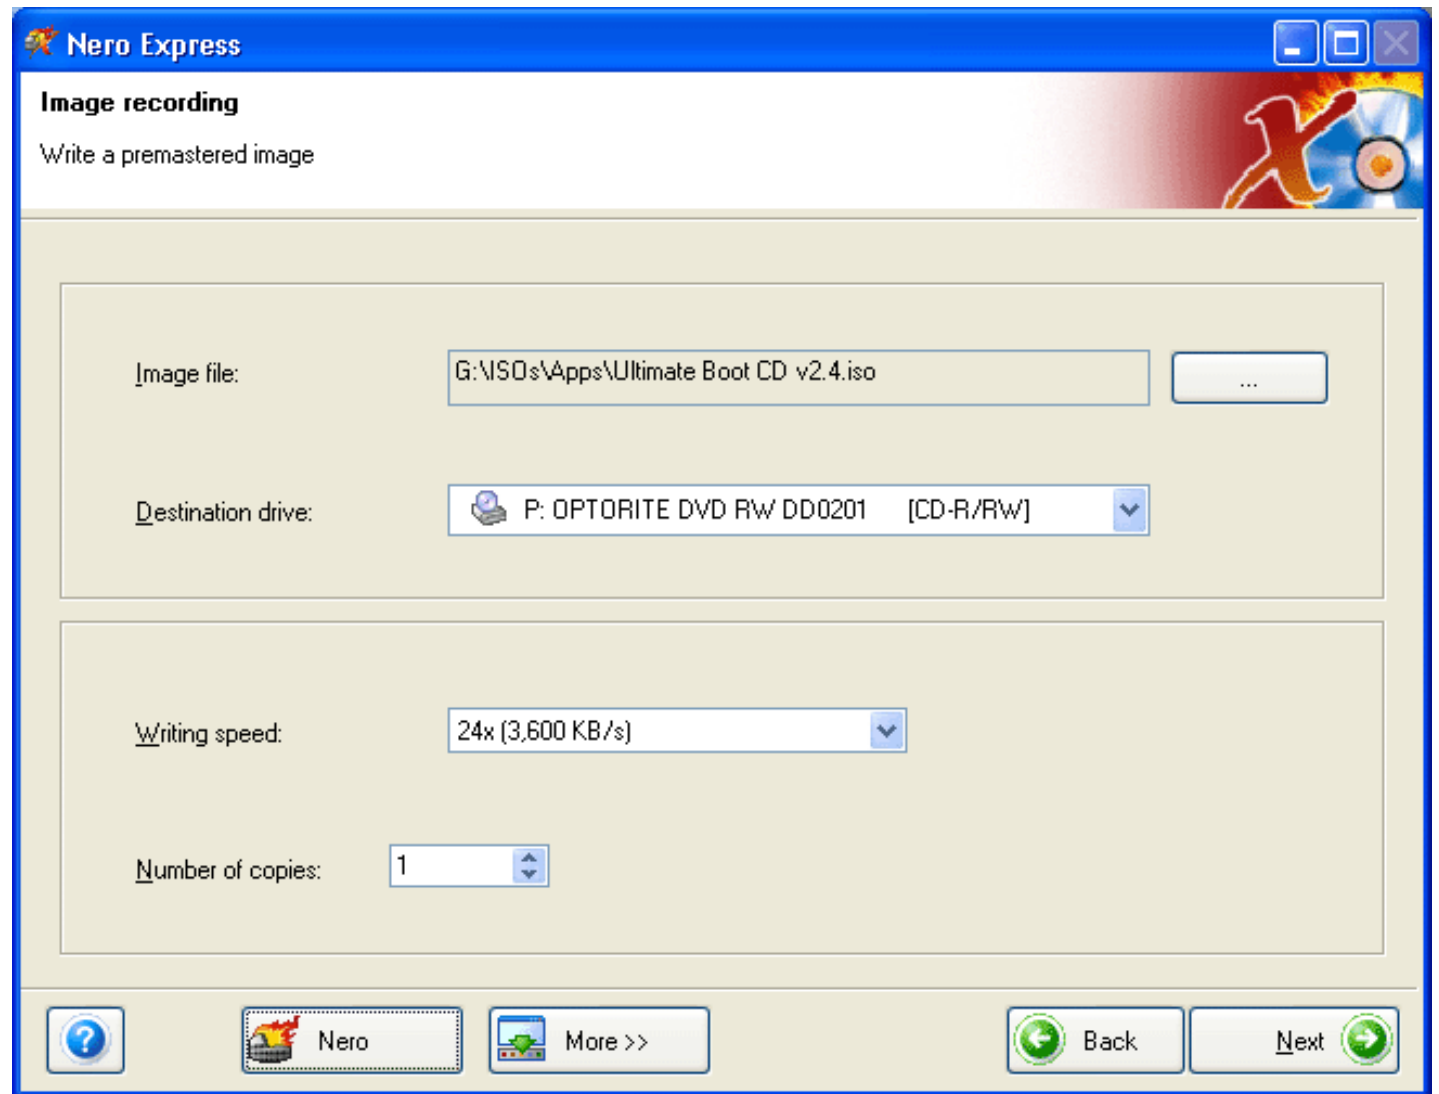 Nero Express
Image recording
Write a premastered image
Image file: G:\ISOs\Apps\Ultimate Boot CD v2.4.iso ...
Destination drive: P: OPTORITE DVD RW DD0201 [CD-R/RW]
Writing speed: 24x (3,600 KB/s)
Number of copies: 1
? Nero More >> Back Next